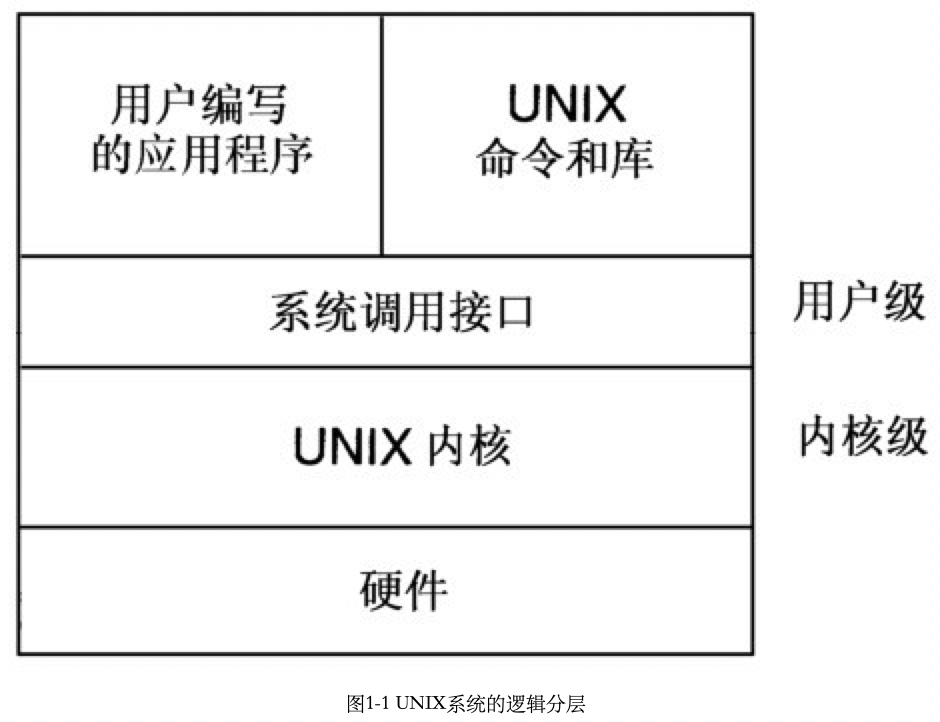 用户编写
的应用程序
UNIX
命令和库
系统调用接口
用户级
UNIX 内核
内核级
硬件
图1-1 UNIX系统的逻辑分层